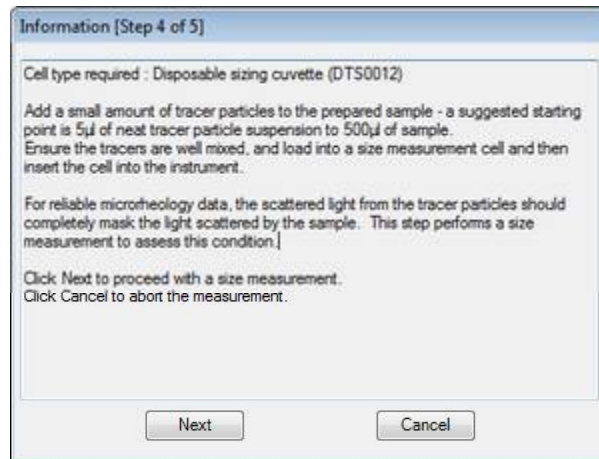 Information [Step 4 of 5]
Cell type required : Disposable sizing cuvette (DTS0012)
Add a small amount of tracer particles to the prepared sample - a suggested starting
point is 5µl of neat tracer particle suspension to 500µl of sample.
Ensure the tracers are well mixed, and load into a size measurement cell and then
insert the cell into the instrument.
For reliable microrheology data, the scattered light from the tracer particles should
completely mask the light scattered by the sample. This step performs a size
measurement to assess this condition.
Click Next to proceed with a size measurement.
Click Cancel to abort the measurement.
Next
Cancel